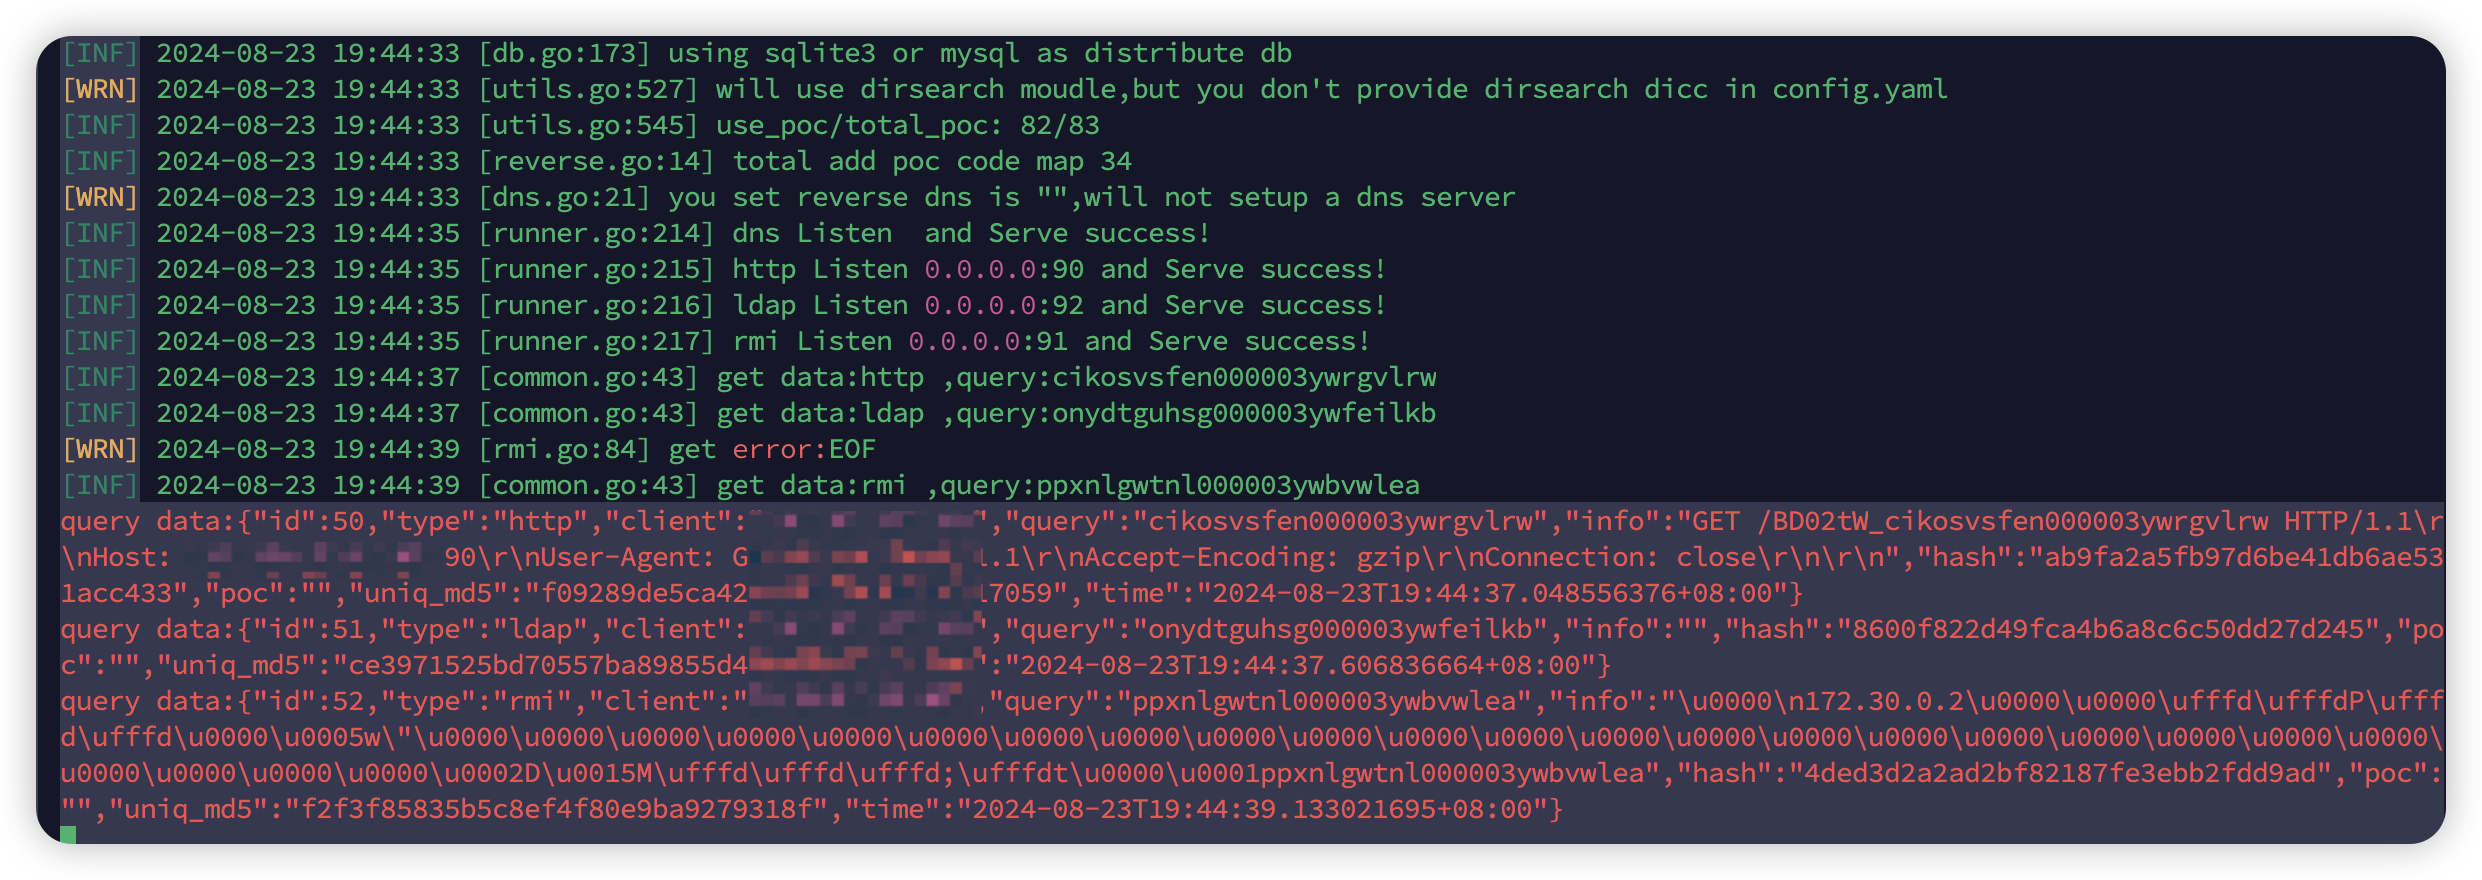 [INF] 2024-08-23 19:44:33 [db.go:173] using sqlite3 or mysql as distribute db
[WRN] 2024-08-23 19:44:33 [utils.go:527] will use dirsearch moudle,but you don't provide dirsearch dicc in config.yaml
[INF] 2024-08-23 19:44:33 [utils.go:545] use_poc/total_poc: 82/83
[INF] 2024-08-23 19:44:33 [reverse.go:14] total add poc code map 34
[WRN] 2024-08-23 19:44:33 [dns.go:21] you set reverse dns is "",will not setup a dns server
[INF] 2024-08-23 19:44:35 [runner.go:214] dns Listen  and Serve success!
[INF] 2024-08-23 19:44:35 [runner.go:215] http Listen 0.0.0.0:90 and Serve success!
[INF] 2024-08-23 19:44:35 [runner.go:216] ldap Listen 0.0.0.0:92 and Serve success!
[INF] 2024-08-23 19:44:35 [runner.go:217] rmi Listen 0.0.0.0:91 and Serve success!
[INF] 2024-08-23 19:44:37 [common.go:43] get data:http ,query:cikosvsfen000003ywrgvlrw
[INF] 2024-08-23 19:44:37 [common.go:43] get data:ldap ,query:onydtguhsg000003ywfeilkb
[WRN] 2024-08-23 19:44:39 [rmi.go:84] get error:EOF
[INF] 2024-08-23 19:44:39 [common.go:43] get data:rmi ,query:ppxnlgwtnl000003ywbvwlea
query data:{"id":50,"type":"http","client":" ","query":"cikosvsfen000003ywrgvlrw","info":"GET /BD02tW_cikosvsfen000003ywrgvlrw HTTP/1.1\r
\nHost: 90\r\nUser-Agent: G 1.1\r\nAccept-Encoding: gzip\r\nConnection: close\r\n\r\n","hash":"ab9fa2a5fb97d6be41db6ae53
1acc433","poc":"","uniq_md5":"f09289de5ca42 17059","time":"2024-08-23T19:44:37.048556376+08:00"}
query data:{"id":51,"type":"ldap","client": ","query":"onydtguhsg000003ywfeilkb","info":"","hash":"8600f822d49fca4b6a8c6c50dd27d245","po
c":"","uniq_md5":"ce3971525bd70557ba89855d4 ":"2024-08-23T19:44:37.606836664+08:00"}
query data:{"id":52,"type":"rmi","client":" ,"query":"ppxnlgwtnl000003ywbvwlea","info":"\u0000\n172.30.0.2\u0000\u0000\ufffd\ufffdP\ufff
d\ufffd\u0000\u0005w\"\u0000\u0000\u0000\u0000\u0000\u0000\u0000\u0000\u0000\u0000\u0000\u0000\u0000\u0000\u0000\u0000\u0000\u0000\
u0000\u0000\u0000\u0000\u0002D\u0015M\ufffd\ufffd\ufffd;\ufffdt\u0000\u0001ppxnlgwtnl000003ywbvwlea","hash":"4ded3d2a2ad2bf82187fe3ebb2fdd9ad","poc":
"","uniq_md5":"f2f3f85835b5c8ef4f80e9ba9279318f","time":"2024-08-23T19:44:39.133021695+08:00"}